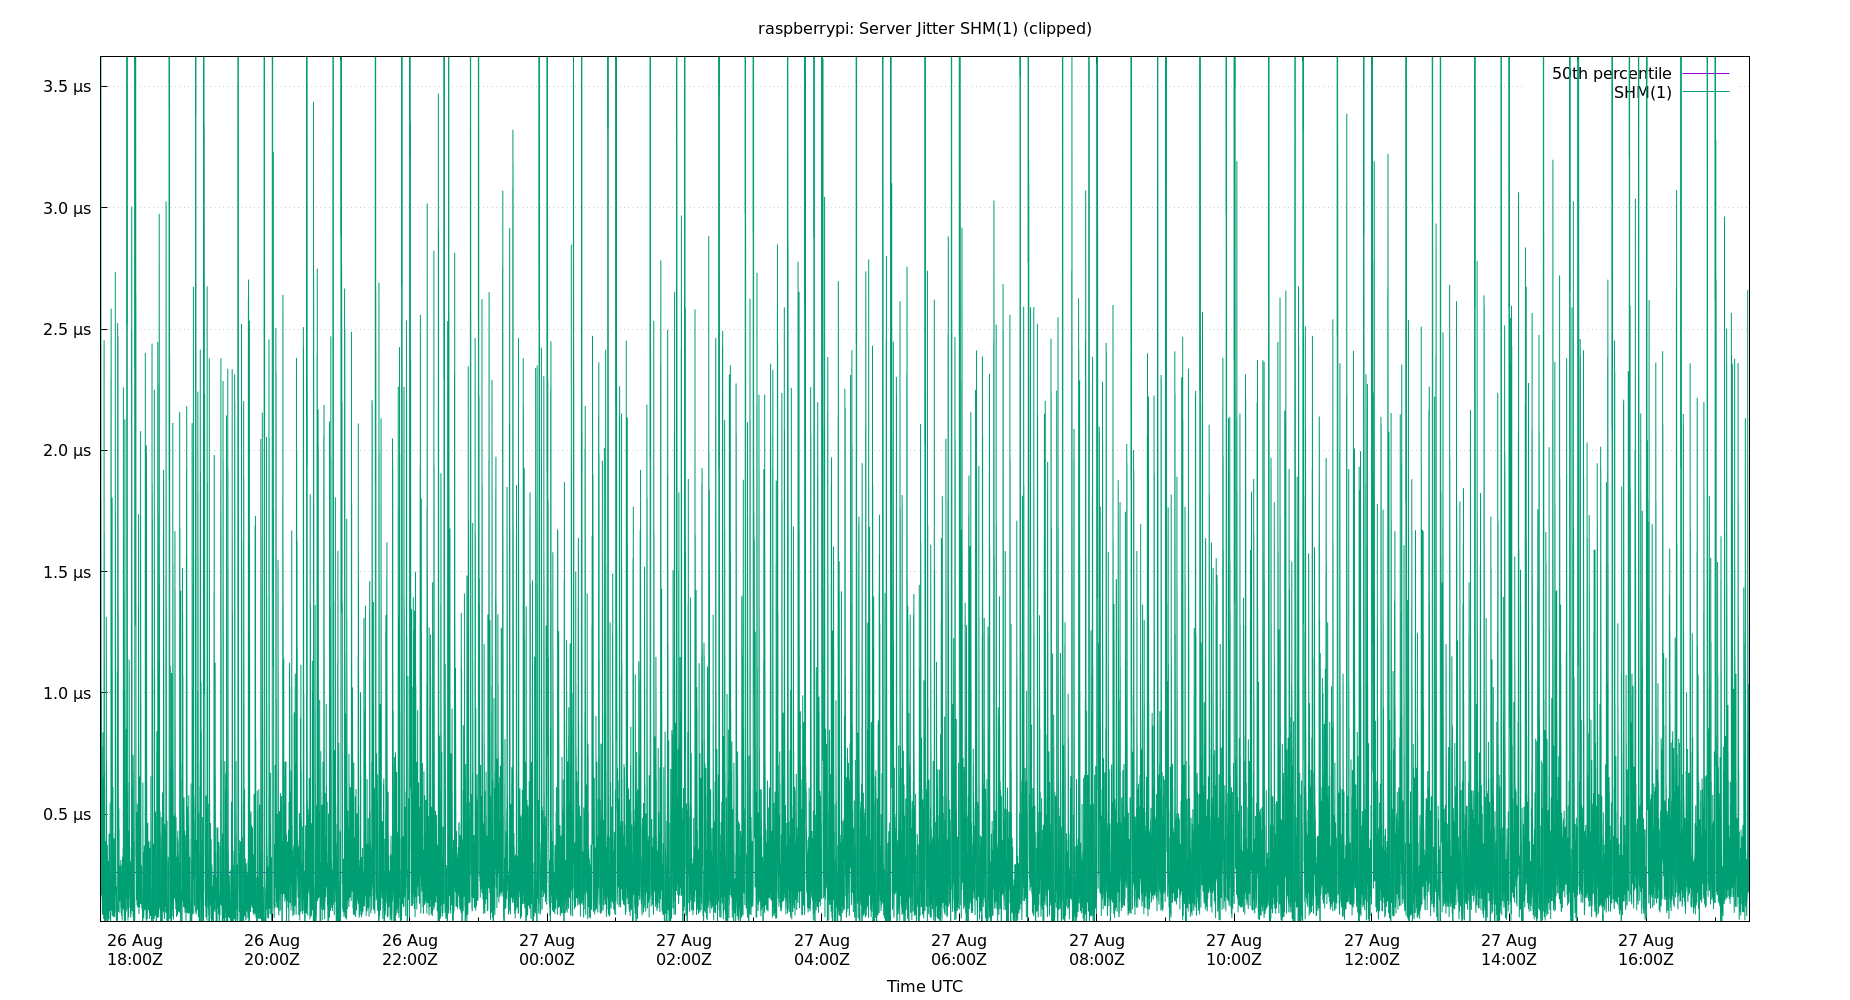 raspberrypi: Server Jitter SHM(1) (clipped)
50th percentile
SHM(1)
3.5 μs
3.0 μs
2.5 μs
2.0 μs
1.5 μs
1.0 μs
0.5 μs
26 Aug 26 Aug 26 Aug 27 Aug 27 Aug 27 Aug 27 Aug 27 Aug 27 Aug 27 Aug 27 Aug 27 Aug
18:00Z 20:00Z 22:00Z 00:00Z 02:00Z 04:00Z 06:00Z 08:00Z 10:00Z 12:00Z 14:00Z 16:00Z
Time UTC